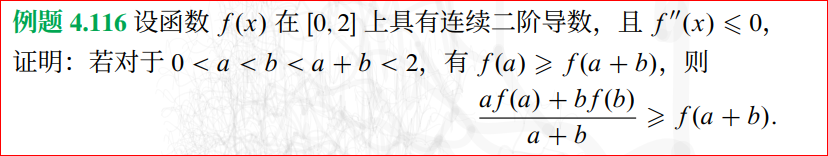 例题 4.116 设函数 f(x) 在 [0, 2] 上具有连续二阶导数，且 f''(x) ⩽ 0,
证明：若对于 0 < a < b < a + b < 2，有 f(a) ⩾ f(a + b)，则
\frac{af(a) + bf(b)}{a + b} ⩾ f(a + b).